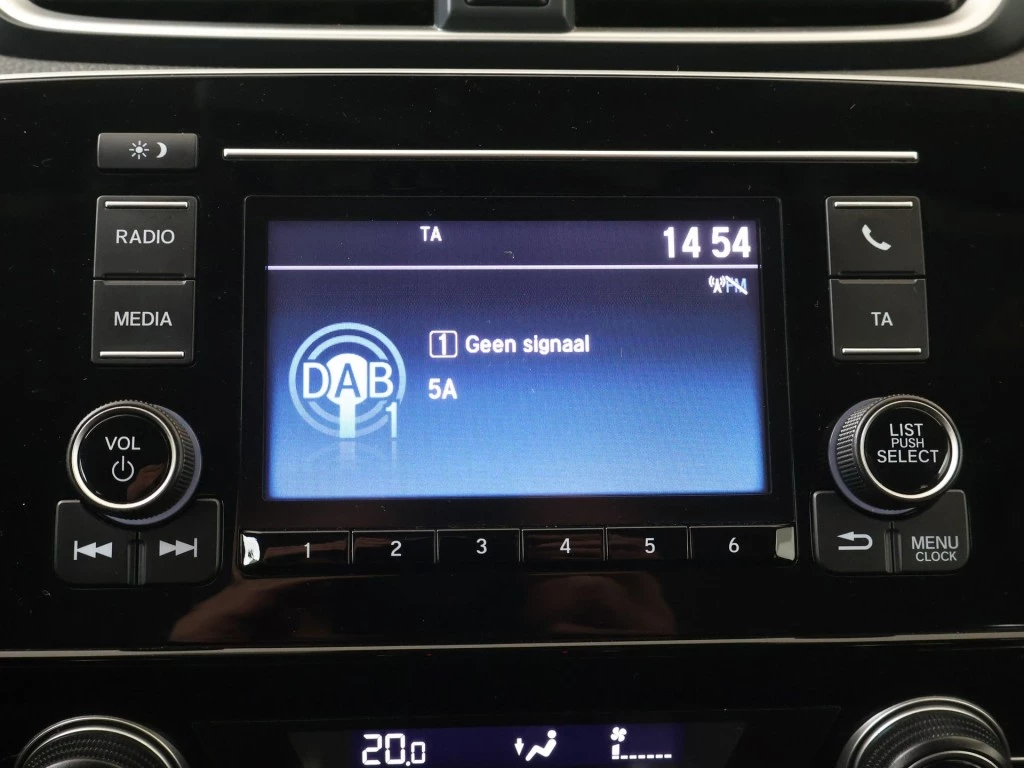 TA
14 54
RADIO
MEDIA
TA
1 Geen signaal
5A
DAB
1
VOL
LIST
PUSH
SELECT
1 2 3 4 5 6
MENU
CLOCK
20.0